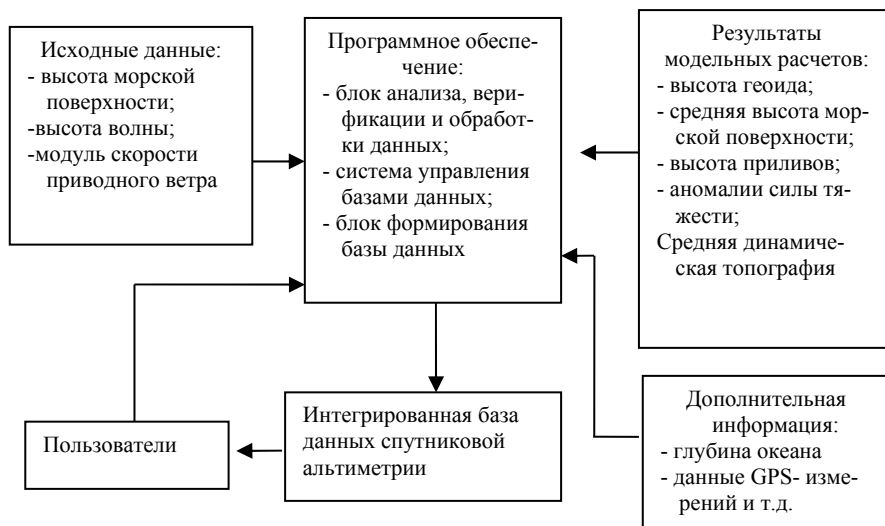 Исходные данные:
- высота морской
поверхности;
-высота волны;
-модуль скорости
приводного ветра
Программное обеспе-
чение:
- блок анализа, вери-
фикации и обработ-
ки данных;
- система управления
базами данных;
- блок формирования
базы данных
Результаты
модельных расчетов:
- высота геоида;
- средняя высота мор-
ской поверхности;
- высота приливов;
- аномалии силы тя-
жести;
Средняя динамиче-
ская топография
Пользователи
Интегрированная база
данных спутниковой
альтиметрии
Дополнительная
информация:
- глубина океана
- данные GPS- изме-
рений и т.д.